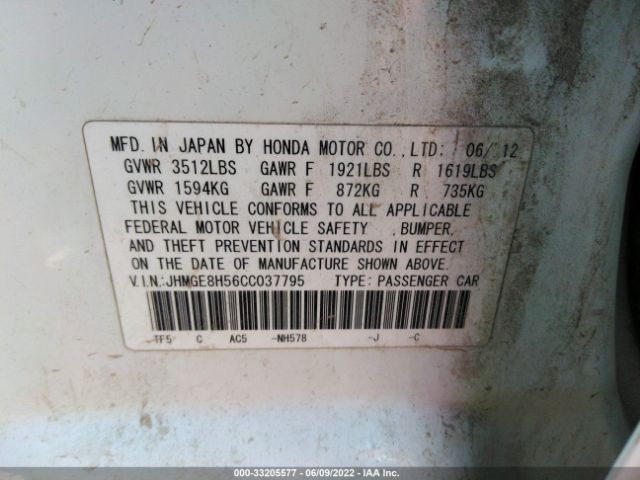 MFD. IN JAPAN BY HONDA MOTOR CO.,LTD: 06/12
GVWR 3512LBS GAWR F 1921LBS R 1619LBS
GVWR 1594KG GAWR F 872KG R 735KG
THIS VEHICLE CONFORMS TO ALL APPLICABLE
FEDERAL MOTOR VEHICLE SAFETY ,BUMPER,
AND THEFT PREVENTION STANDARDS IN EFFECT
ON THE DATE OF MANUFACTURE SHOWN ABOVE.
V.I.N.:JHMGE8H56CC037795 TYPE: PASSENGER CAR
TF5 C AC5 -NH578 -J -C
000-33205577 - 06/09/2022 - IAA Inc.